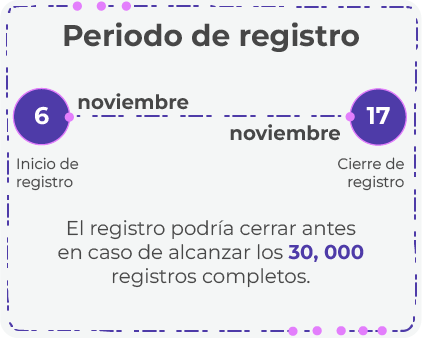 Periodo de registro
6
noviembre
17
noviembre
Inicio de
registro
Cierre de
registro
El registro podría cerrar antes
en caso de alcanzar los 30, 000
registros completos.